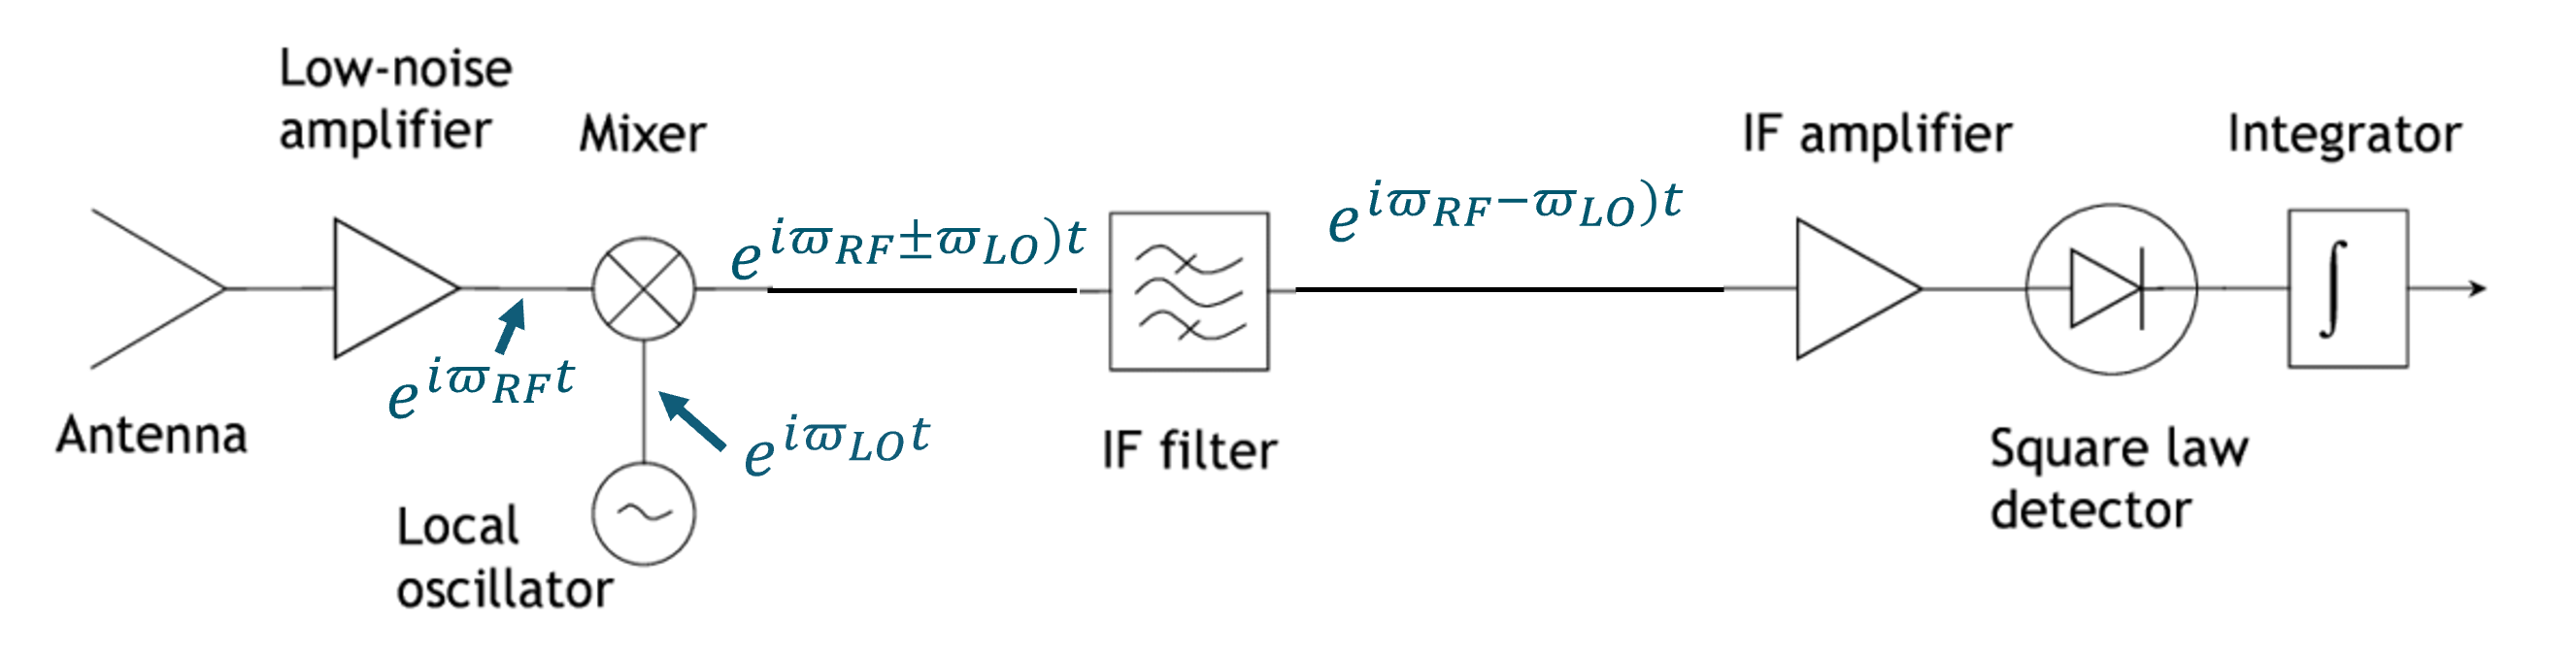 Low-noise
amplifier
Mixer
IF amplifier
Integrator
e^{iϖ_{RF}±ϖ_{LO})t}
e^{iϖ_{RF}−ϖ_{LO})t}
∫
e^{iϖ_{RF}t}
e^{iϖ_{LO}t}
Antenna
IF filter
Square law
detector
Local
oscillator